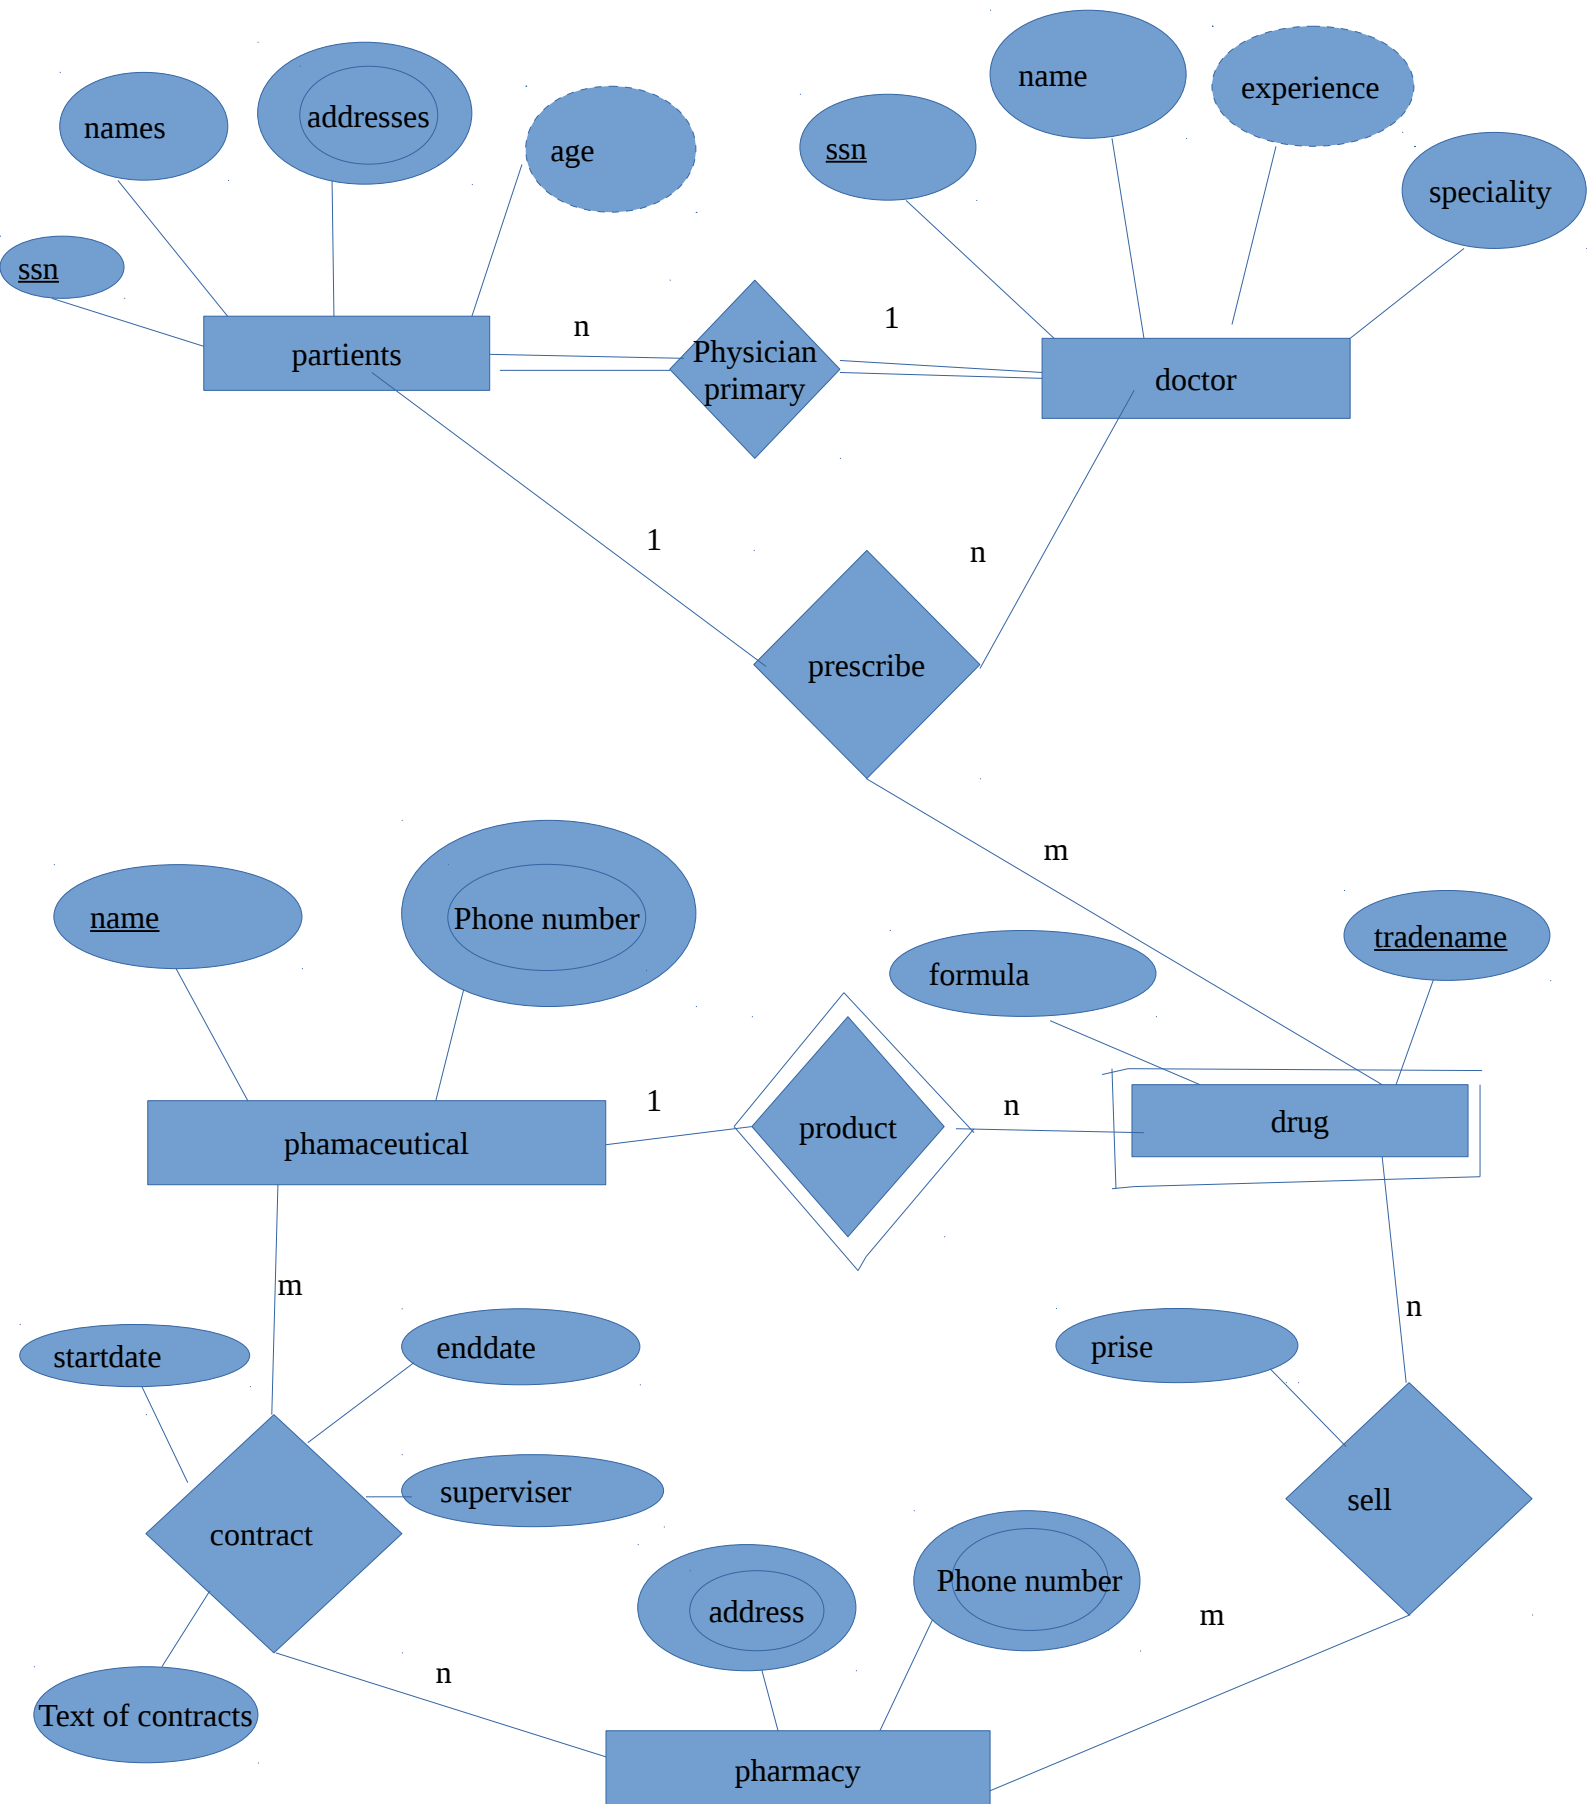 name
experience
names
addresses
age
ssn
speciality
ssn
n
1
partients
Physician
primary
doctor
1
n
prescribe
m
name
Phone number
formula
tradename
1
n
phamaceutical
product
drug
m
n
startdate
enddate
prise
superviser
sell
contract
address
Phone number
m
n
Text of contracts
pharmacy